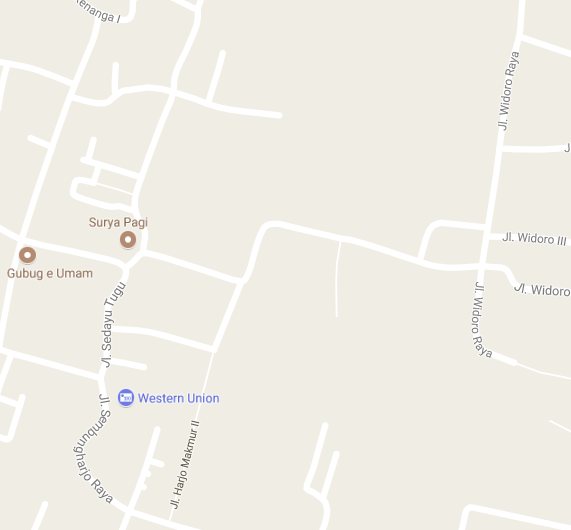 enanga I
Jl. Widoro Raya
J
Surya Pagi
Jl. Widoro III
Gubug e Umam
Jl. Sedayu Tugu
Jl. Widoro
Jl. Widoro Raya
Western Union
Jl. Sembungharjo Raya
Jl. Harjo Makmur II